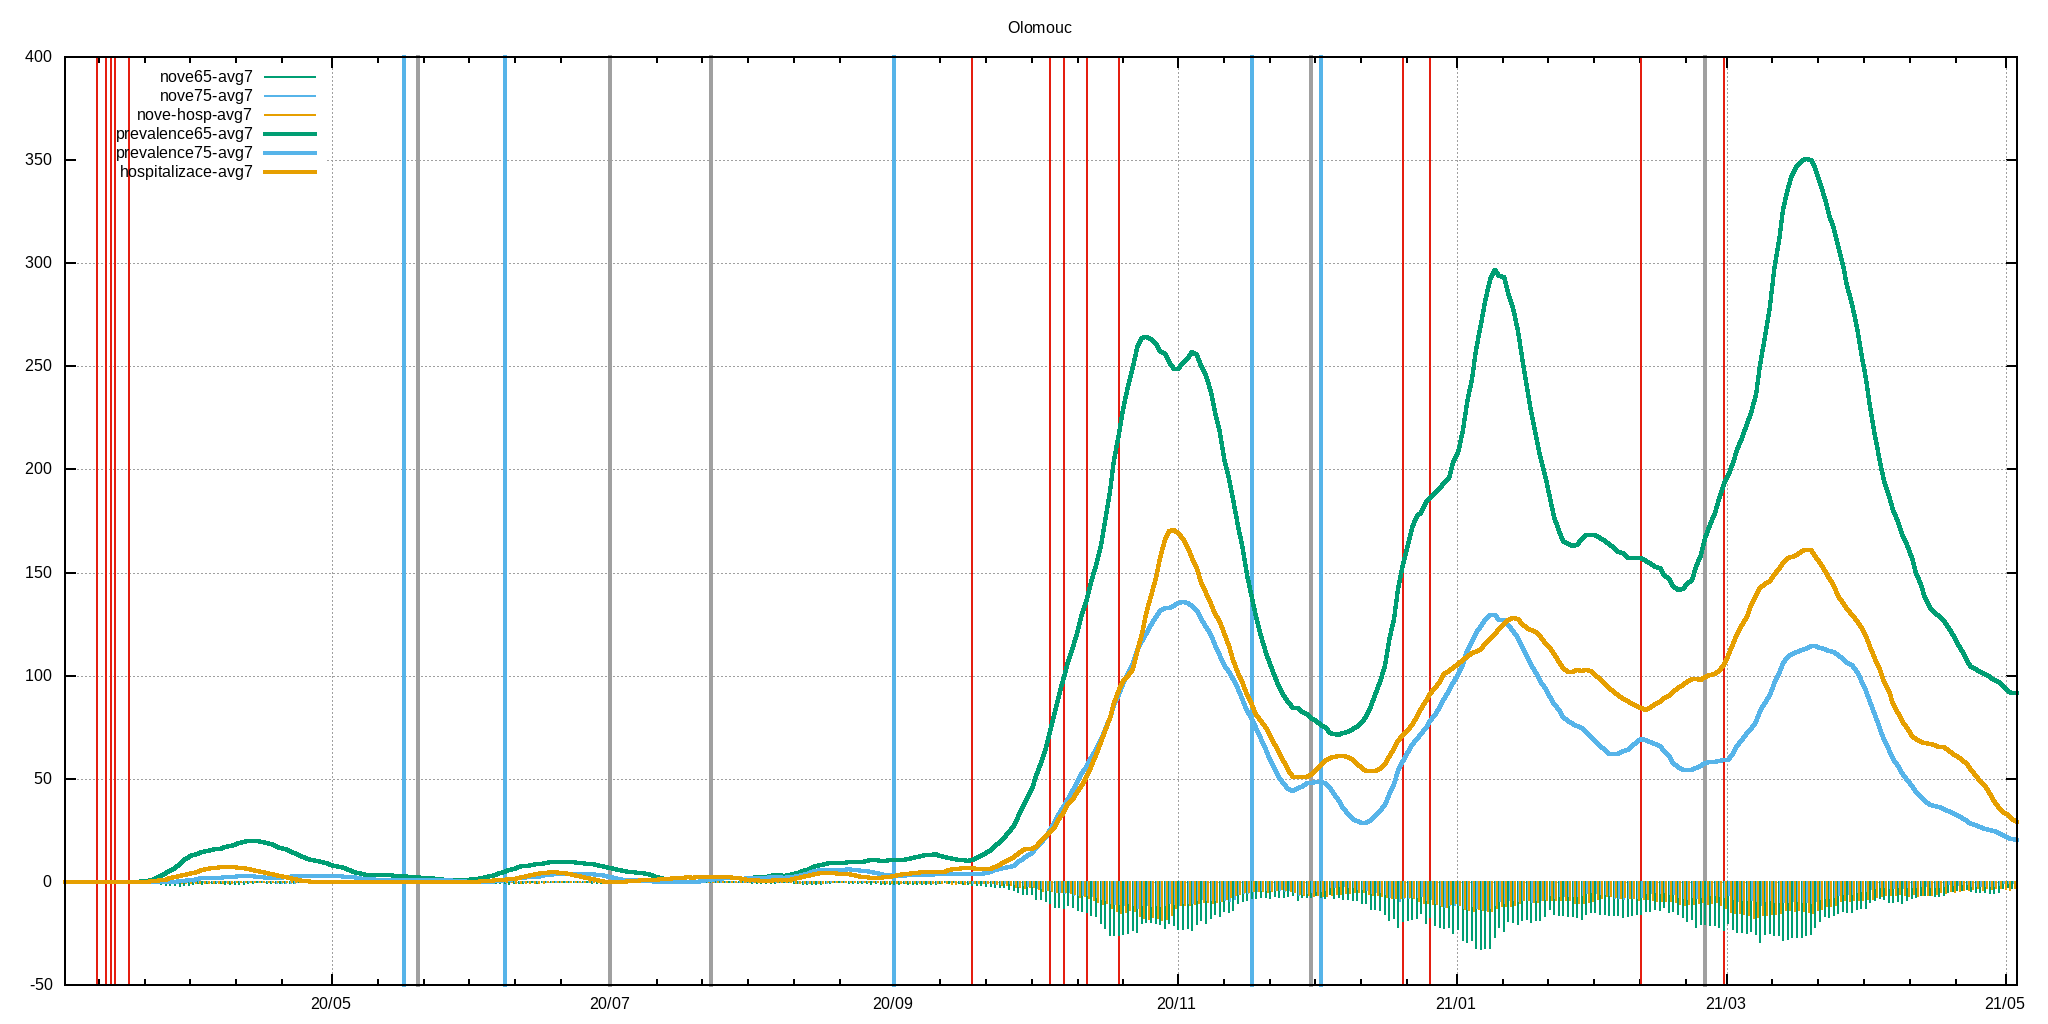 Olomouc
400
350
300
250
200
150
100
50
0
-50
nove65-avg7
nove75-avg7
nove-hosp-avg7
prevalence65-avg7
prevalence75-avg7
hospitalizace-avg7
20/05 20/07 20/09 20/11 21/01 21/03 21/05